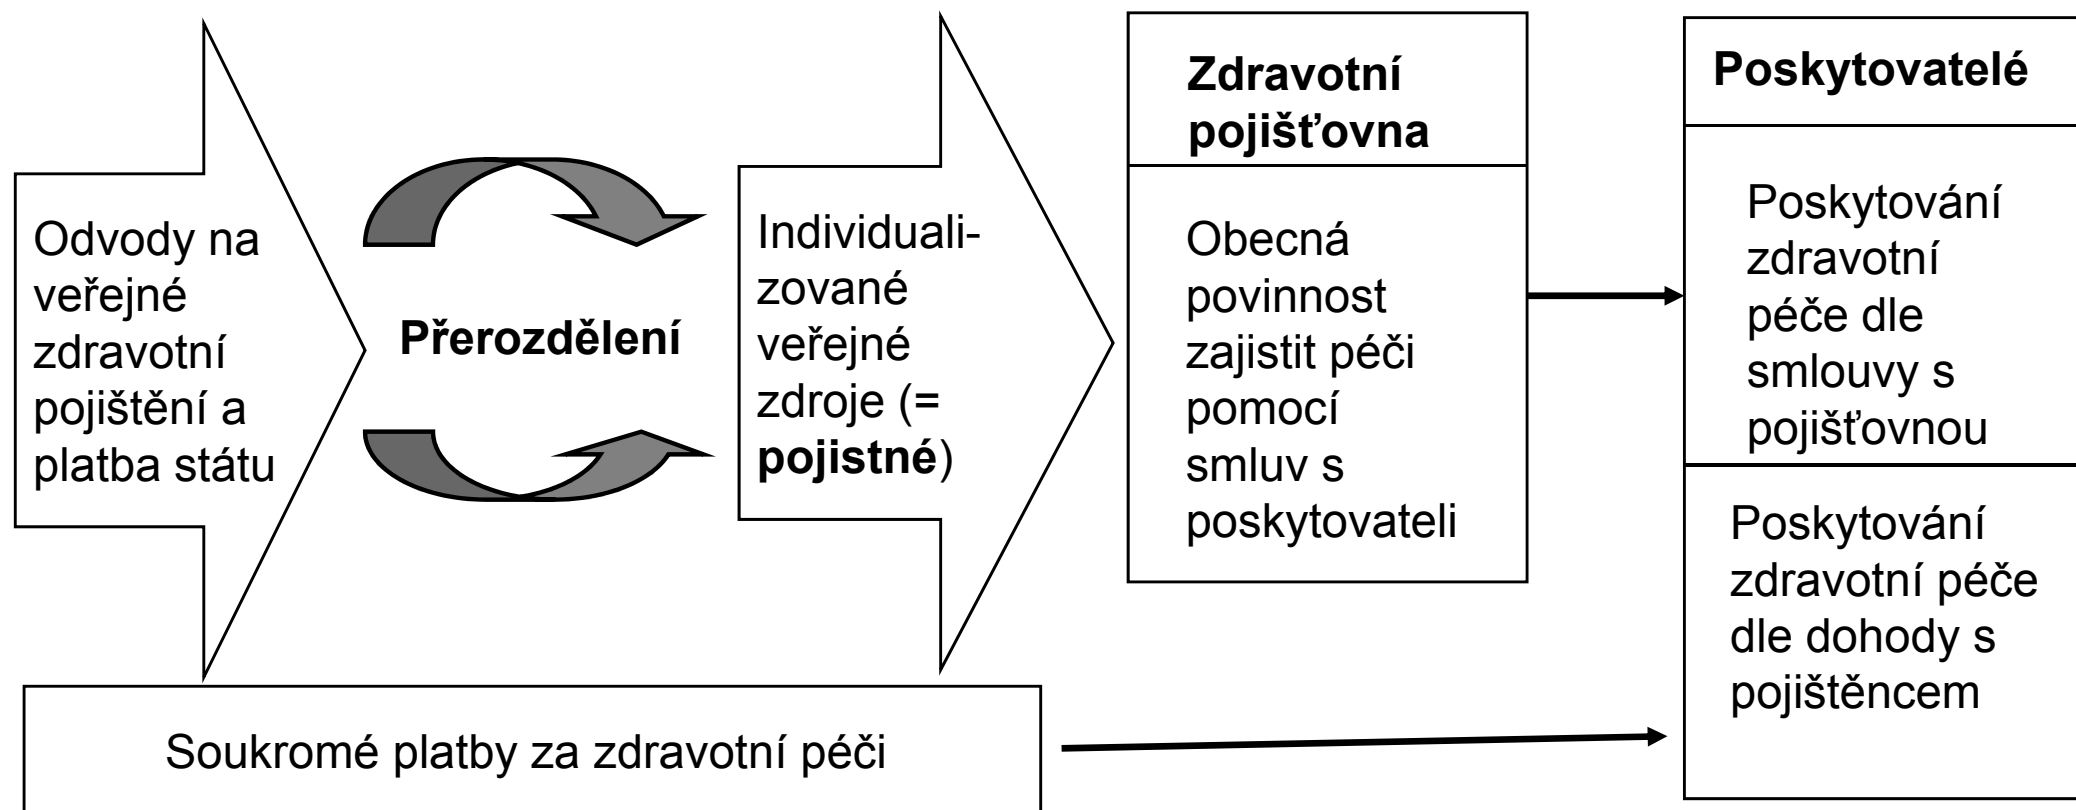 Odvody na
veřejné
zdravotní
pojištění a
platba státu
Přerozdělení
Individuali-
zované
veřejné
zdroje (=
pojistné)
Zdravotní
pojišťovna
Obecná
povinnost
zajistit péči
pomocí
smluv s
poskytovateli
Poskytovatelé
Poskytování
zdravotní
péče dle
smlouvy s
pojišťovnou
Poskytování
zdravotní péče
dle dohody s
pojištěncem
Soukromé platby za zdravotní péči